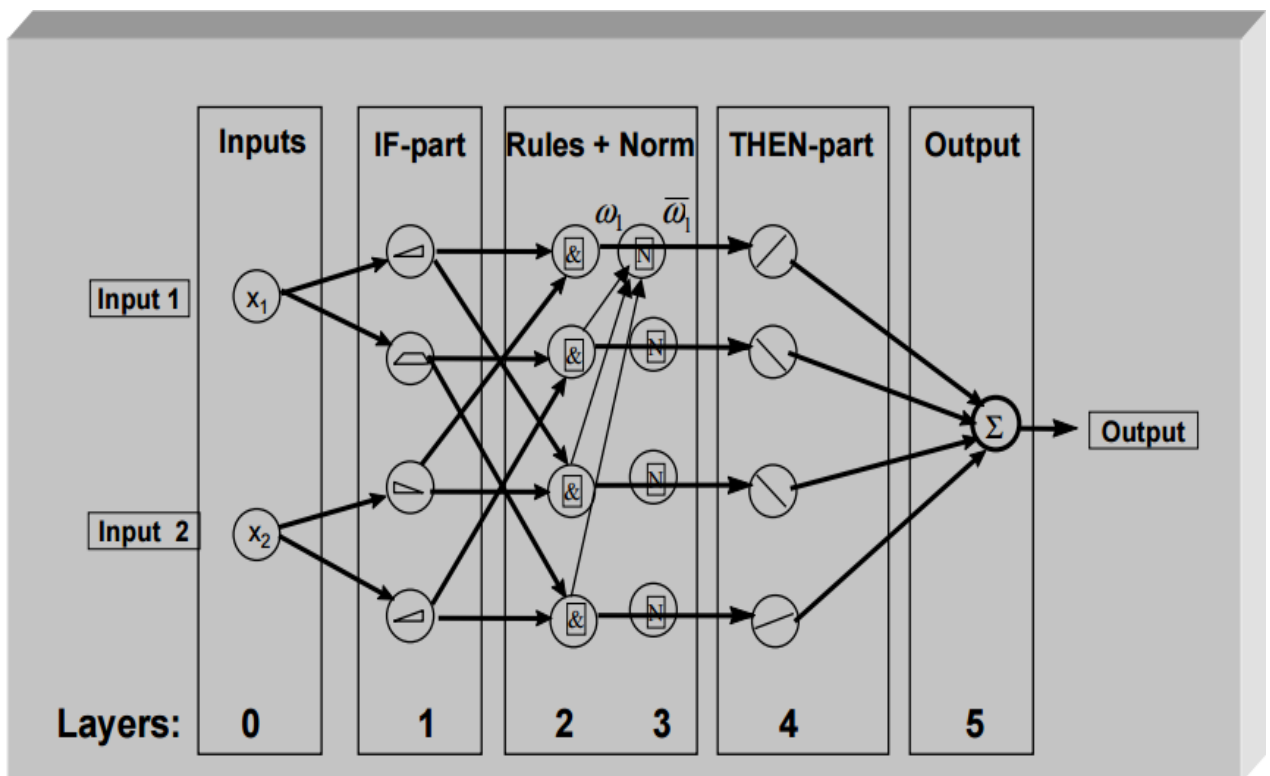 Inputs IF-part Rules + Norm THEN-part Output
ω₁ ω̅₁
& N
Input 1 x₁
& N
Σ Output
& N
Input 2 x₂
& N
Layers: 0 1 2 3 4 5